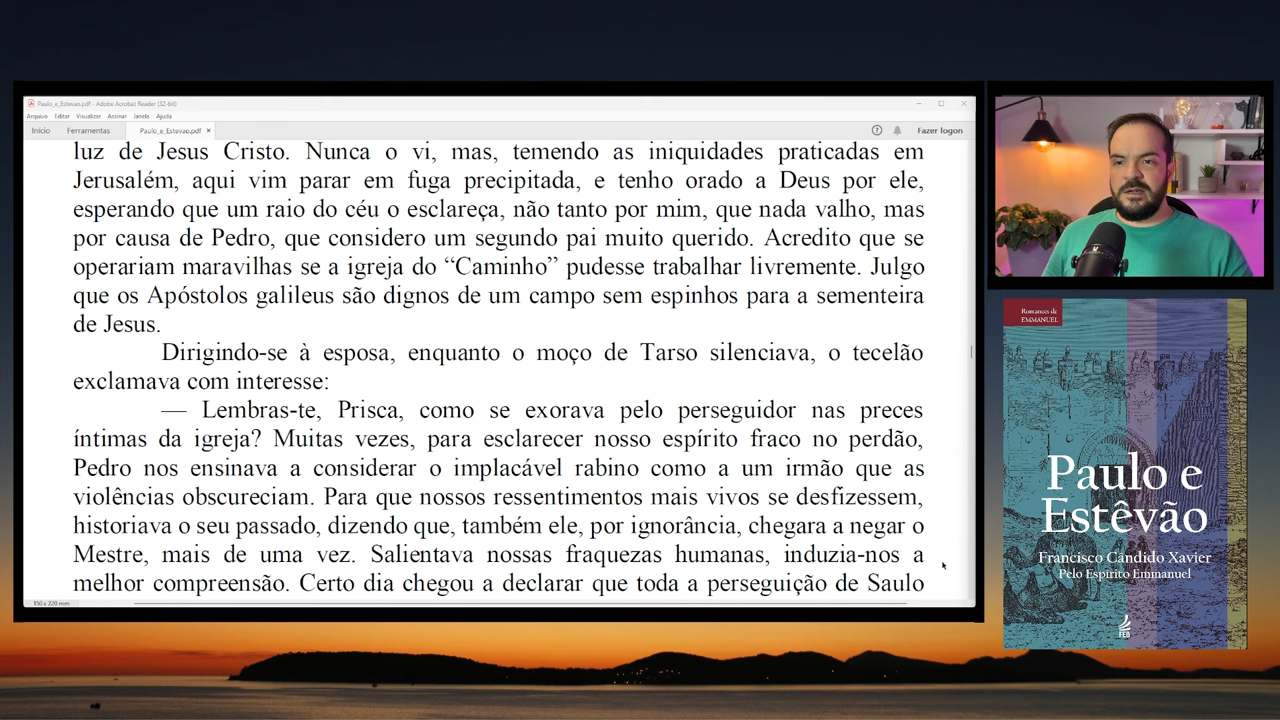 Paulo_e_Estevao.pdf - Adobe Acrobat Reader (32-bit)
Arquivo Editar Visualizar Assinar Janela Ajuda
Início Ferramentas Paulo_e_Estevao.pdf × Fazer logon
luz de Jesus Cristo. Nunca o vi, mas, temendo as iniquidades praticadas em
Jerusalém, aqui vim parar em fuga precipitada, e tenho orado a Deus por ele,
esperando que um raio do céu o esclareça, não tanto por mim, que nada valho, mas
por causa de Pedro, que considero um segundo pai muito querido. Acredito que se
operariam maravilhas se a igreja do “Caminho” pudesse trabalhar livremente. Julgo
que os Apóstolos galileus são dignos de um campo sem espinhos para a sementeira
de Jesus.
Dirigindo-se à esposa, enquanto o moço de Tarso silenciava, o tecelão
exclamava com interesse:
— Lembras-te, Prisca, como se exorava pelo perseguidor nas preces
íntimas da igreja? Muitas vezes, para esclarecer nosso espírito fraco no perdão,
Pedro nos ensinava a considerar o implacável rabino como a um irmão que as
violências obscureciam. Para que nossos ressentimentos mais vivos se desfizessem,
historiava o seu passado, dizendo que, também ele, por ignorância, chegara a negar o
Mestre, mais de uma vez. Salientava nossas fraquezas humanas, induzia-nos a
melhor compreensão. Certo dia chegou a declarar que toda a perseguição de Saulo
150 x 220 mm
Romances de
EMMANUEL
Paulo e
Estêvão
Francisco Cândido Xavier
Pelo Espírito Emmanuel
FEB